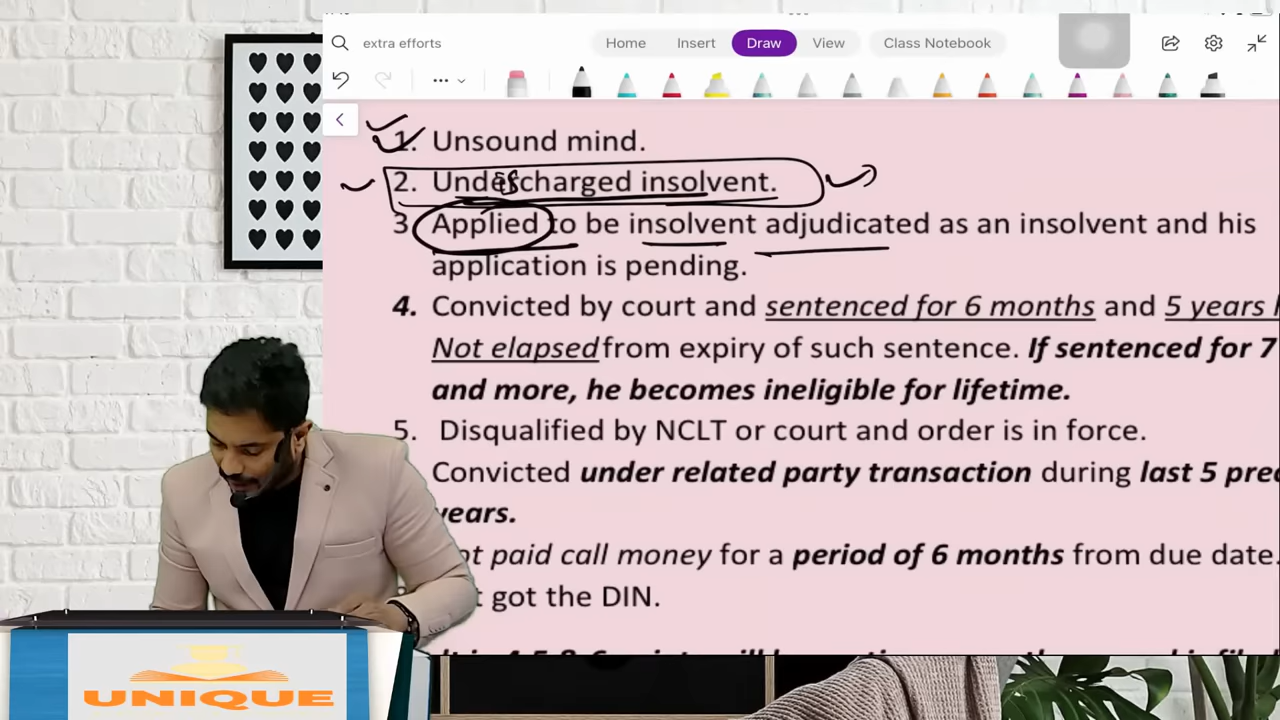 extra efforts
Home Insert Draw View Class Notebook
1. Unsound mind.
2. Undescharged insolvent.
is
3 Applied to be insolvent adjudicated as an insolvent and his
application is pending.
4. Convicted by court and sentenced for 6 months and 5 years
Not elapsed from expiry of such sentence. If sentenced for 7
and more, he becomes ineligible for lifetime.
5. Disqualified by NCLT or court and order is in force.
Convicted under related party transaction during last 5
years.
paid call money for a period of 6 months from due date.
got the DIN.
UNIQUE